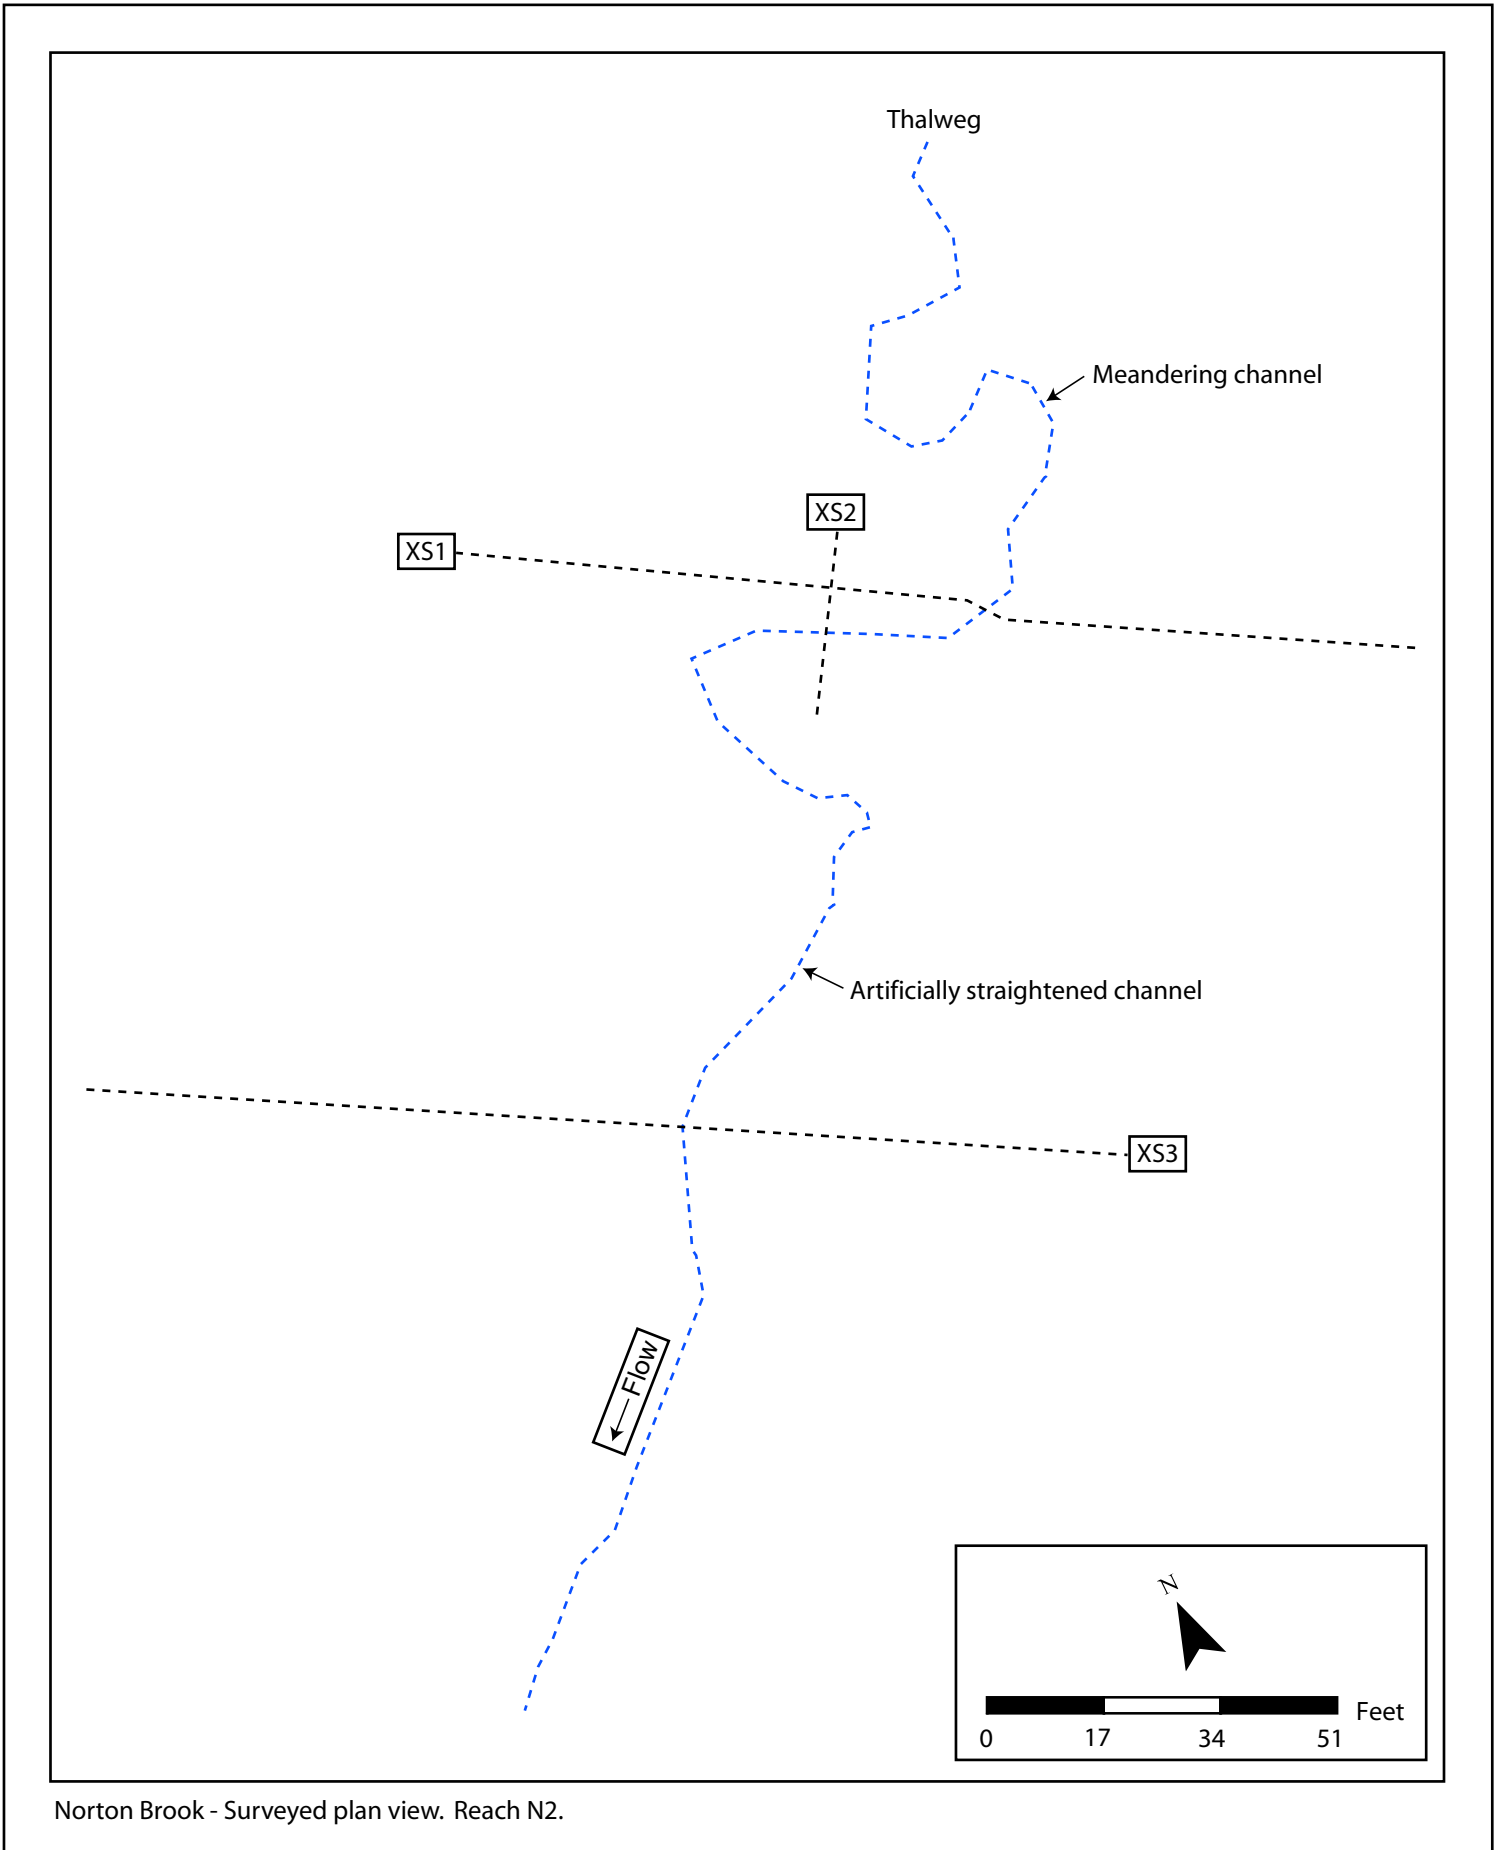 Thalweg
Meandering channel
XS2
XS1
Artificially straightened channel
XS3
Flow
N
Feet
0 17 34 51
Norton Brook - Surveyed plan view. Reach N2.